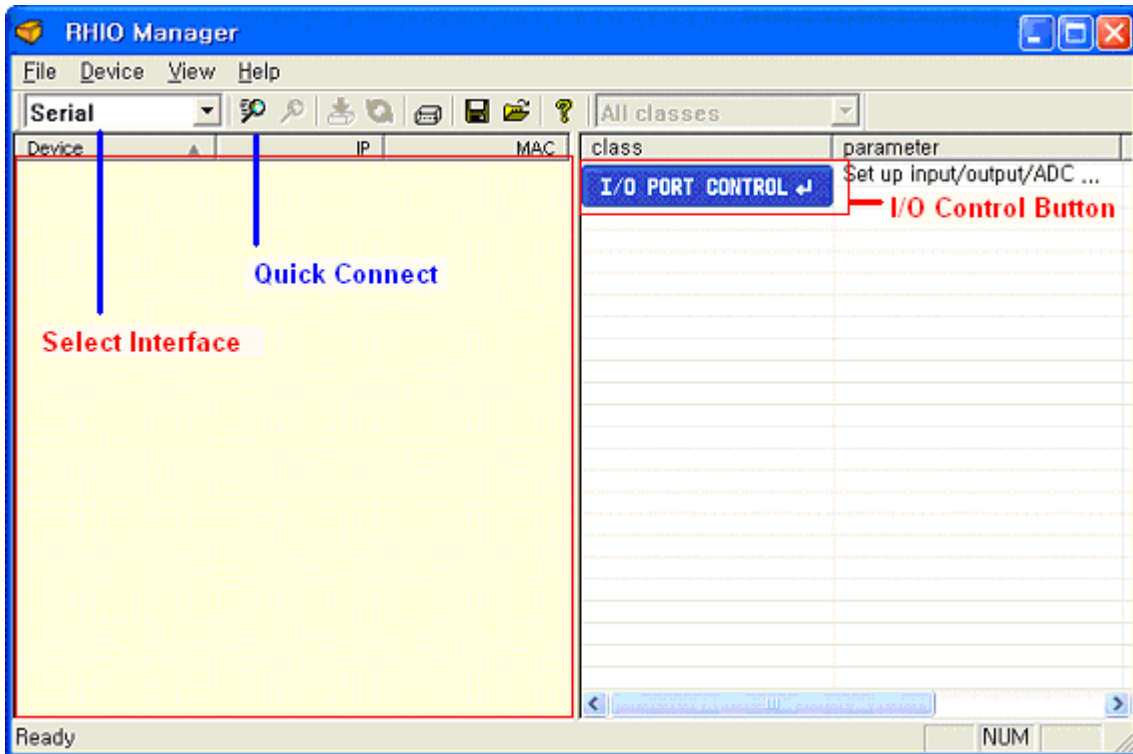 RHIO Manager
File Device View Help
Serial
All classes
Device IP MAC
class parameter
I/O PORT CONTROL
Set up input/output/ADC ...
I/O Control Button
Quick Connect
Select Interface
Ready
NUM